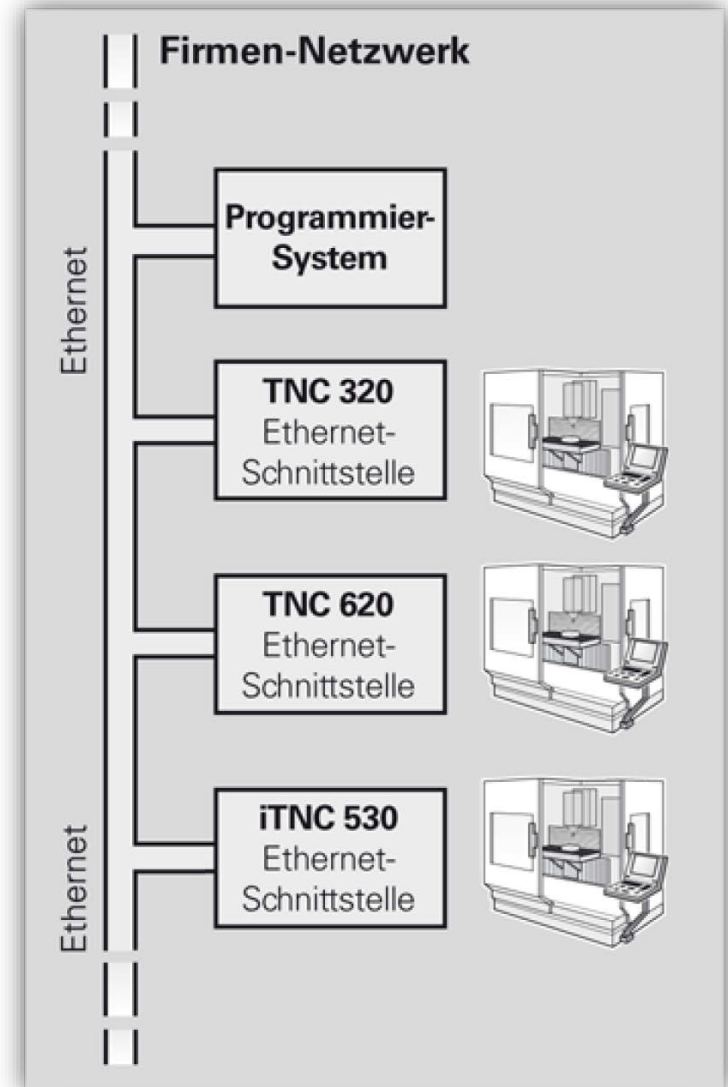 Firmen-Netzwerk
Ethernet
Programmier-
System
TNC 320
Ethernet-
Schnittstelle
TNC 620
Ethernet-
Schnittstelle
Ethernet
iTNC 530
Ethernet-
Schnittstelle